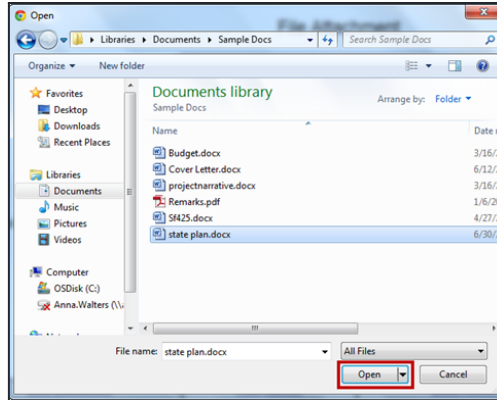 Open
File Attachment
Libraries Documents Sample Docs
Search Sample Docs
Organize New folder
Favorites
Desktop
Downloads
Recent Places
Libraries
Documents
Music
Pictures
Videos
Computer
OSDisk (C:)
Anna.Walters (\\
Documents library
Sample Docs
Arrange by: Folder
Name Date
Budget.docx 3/16/
Cover Letter.docx 6/12/
projectnarrative.docx 3/16/
Remarks.pdf 1/6/20
Sf425.docx 4/27/
state plan.docx 6/30/
File name: state plan.docx
All Files
Open
Cancel